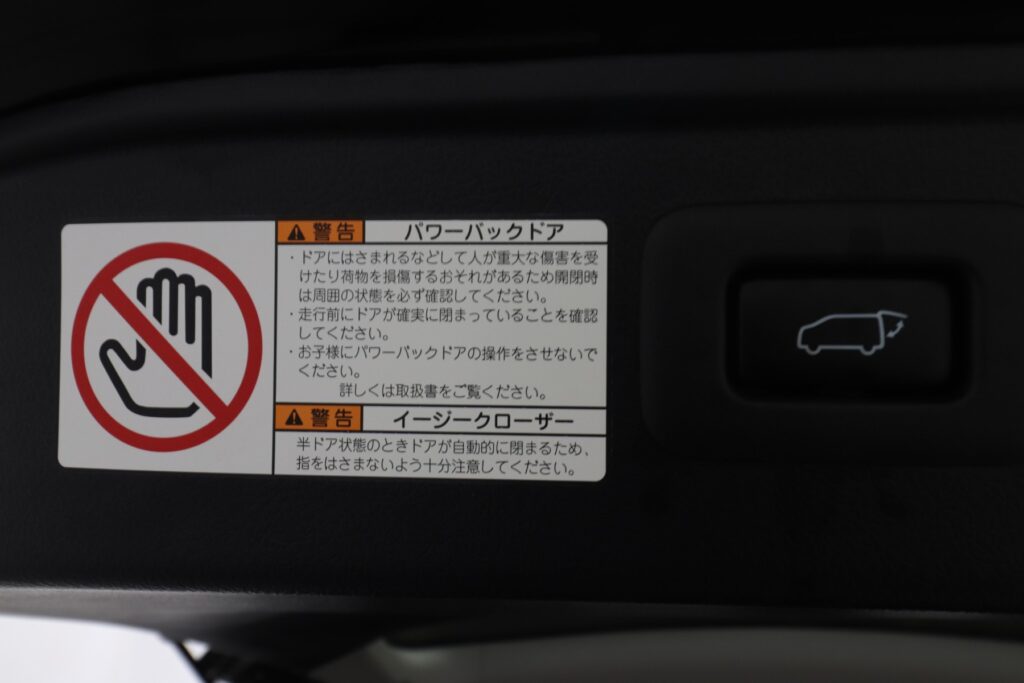 警告 パワーバックドア
・ドアにはさまれるなどして人が重大な傷害を受
けたり荷物を損傷するおそれがあるため開閉時
は周囲の状態を必ず確認してください。
・走行前にドアが確実に閉まっていることを確認
してください。
・お子様にパワーバックドアの操作をさせないで
ください。
詳しくは取扱書をご覧ください。
警告 イージークローザー
半ドア状態のときドアが自動的に閉まるため、
指をはさまないよう十分注意してください。